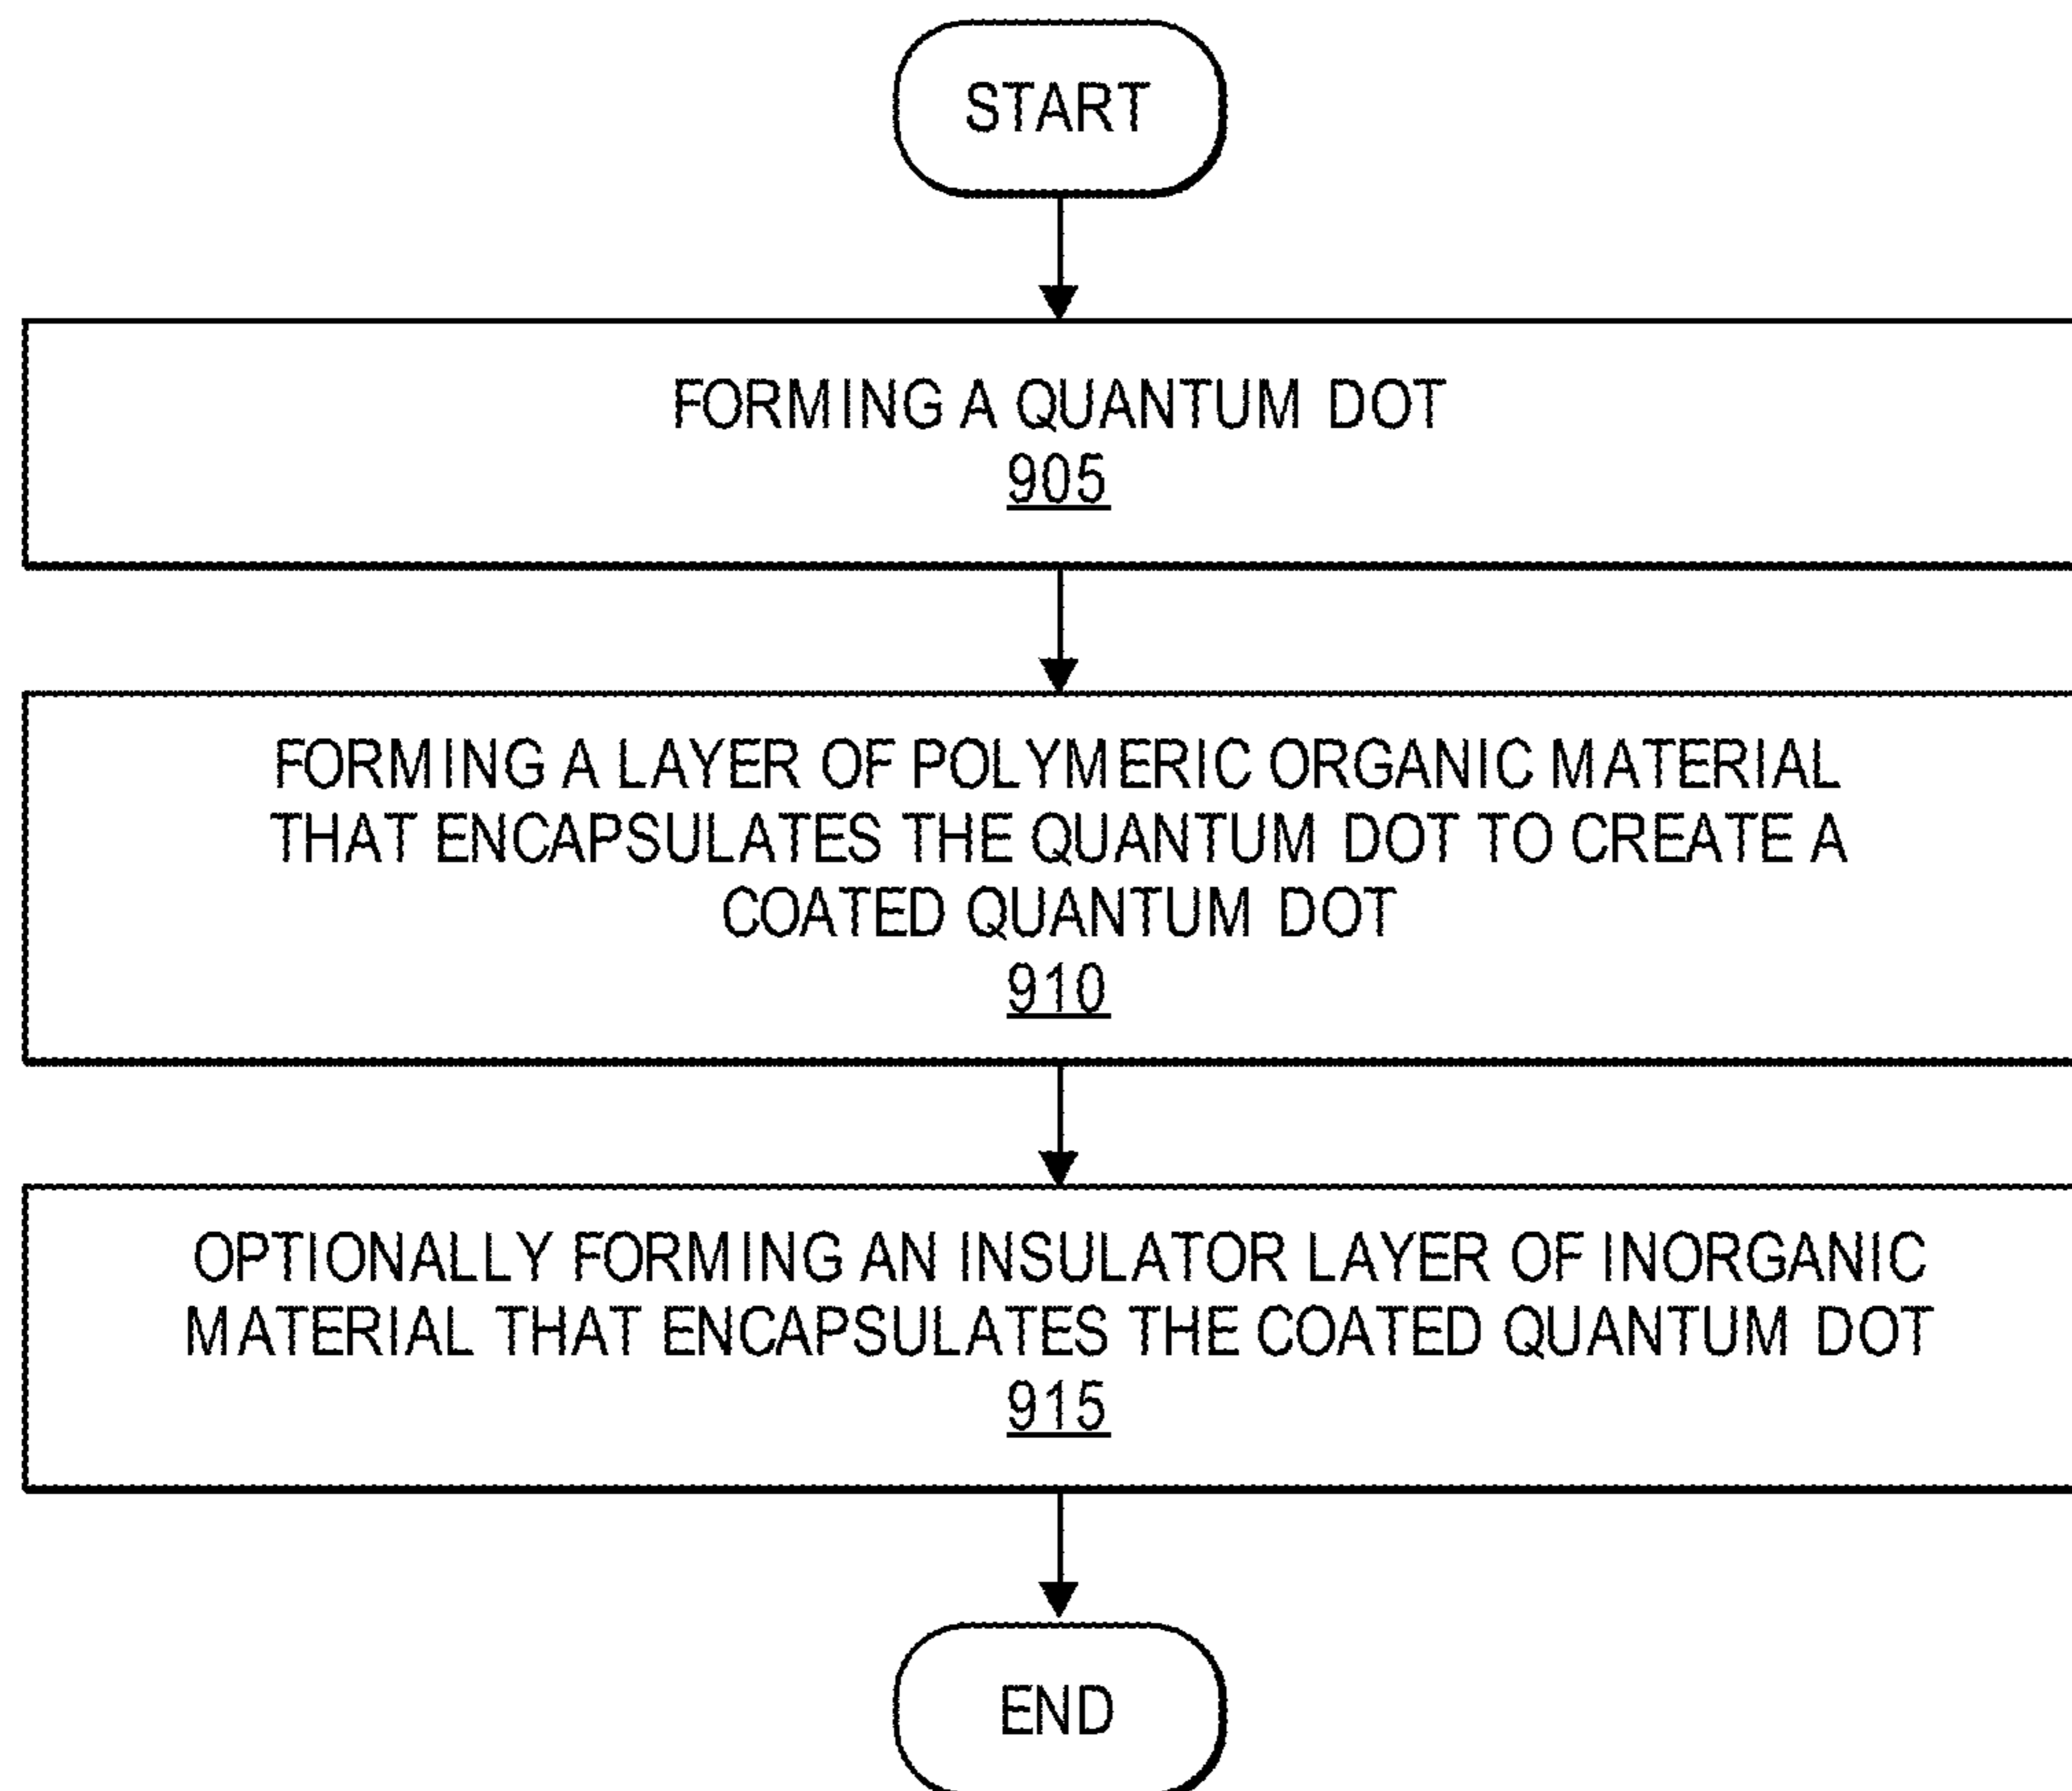 START
FORMING A QUANTUM DOT
905
FORMING A LAYER OF POLYMERIC ORGANIC MATERIAL
THAT ENCAPSULATES THE QUANTUM DOT TO CREATE A
COATED QUANTUM DOT
910
OPTIONALLY FORMING AN INSULATOR LAYER OF INORGANIC
MATERIAL THAT ENCAPSULATES THE COATED QUANTUM DOT
915
END